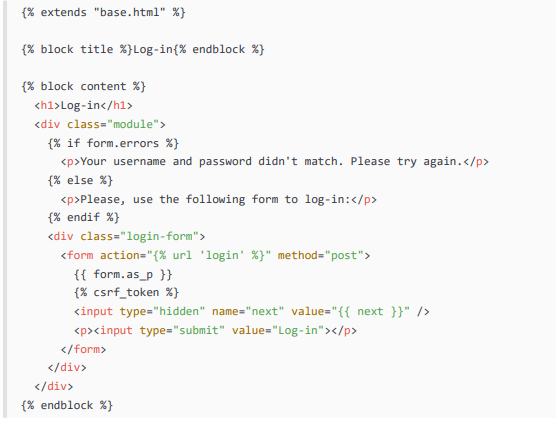 {% extends "base.html" %}

{% block title %}Log-in{% endblock %}

{% block content %}
  <h1>Log-in</h1>
  <div class="module">
    {% if form.errors %}
      <p>Your username and password didn't match. Please try again.</p>
    {% else %}
      <p>Please, use the following form to log-in:</p>
    {% endif %}
    <div class="login-form">
      <form action="{% url 'login' %}" method="post">
        {{ form.as_p }}
        {% csrf_token %}
        <input type="hidden" name="next" value="{{ next }}" />
        <p><input type="submit" value="Log-in"></p>
      </form>
    </div>
  </div>
{% endblock %}